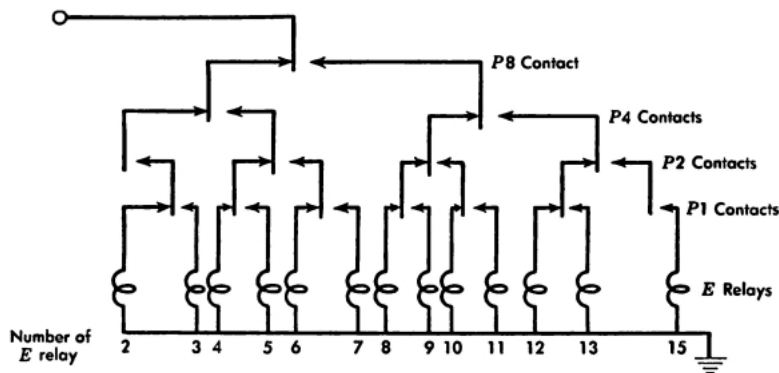 P8 Contact
P4 Contacts
P2 Contacts
P1 Contacts
E Relays
Number of
E relay
2 3 4 5 6 7 8 9 10 11 12 13 15